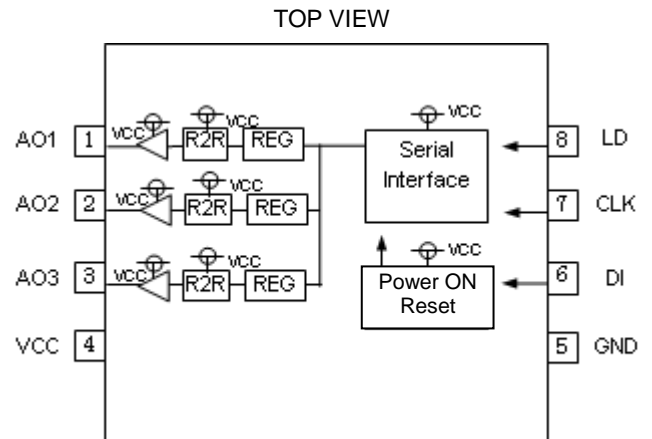 TOP VIEW
VCC
VCC
AO1 1 VCC R2R VCC REG Serial 8 LD
Interface
AO2 2 VCC R2R VCC REG 7 CLK
VCC
AO3 3 VCC R2R VCC REG Power ON 6 DI
Reset
VCC 4 5 GND